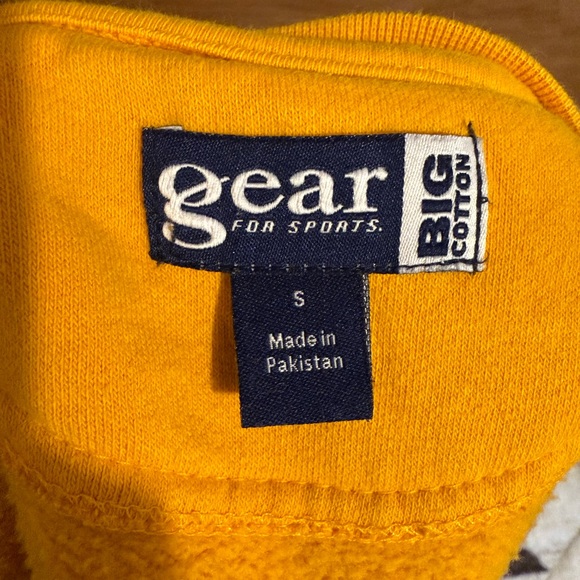 gear
FOR SPORTS.
BIG
COTTON
S
Made in
Pakistan